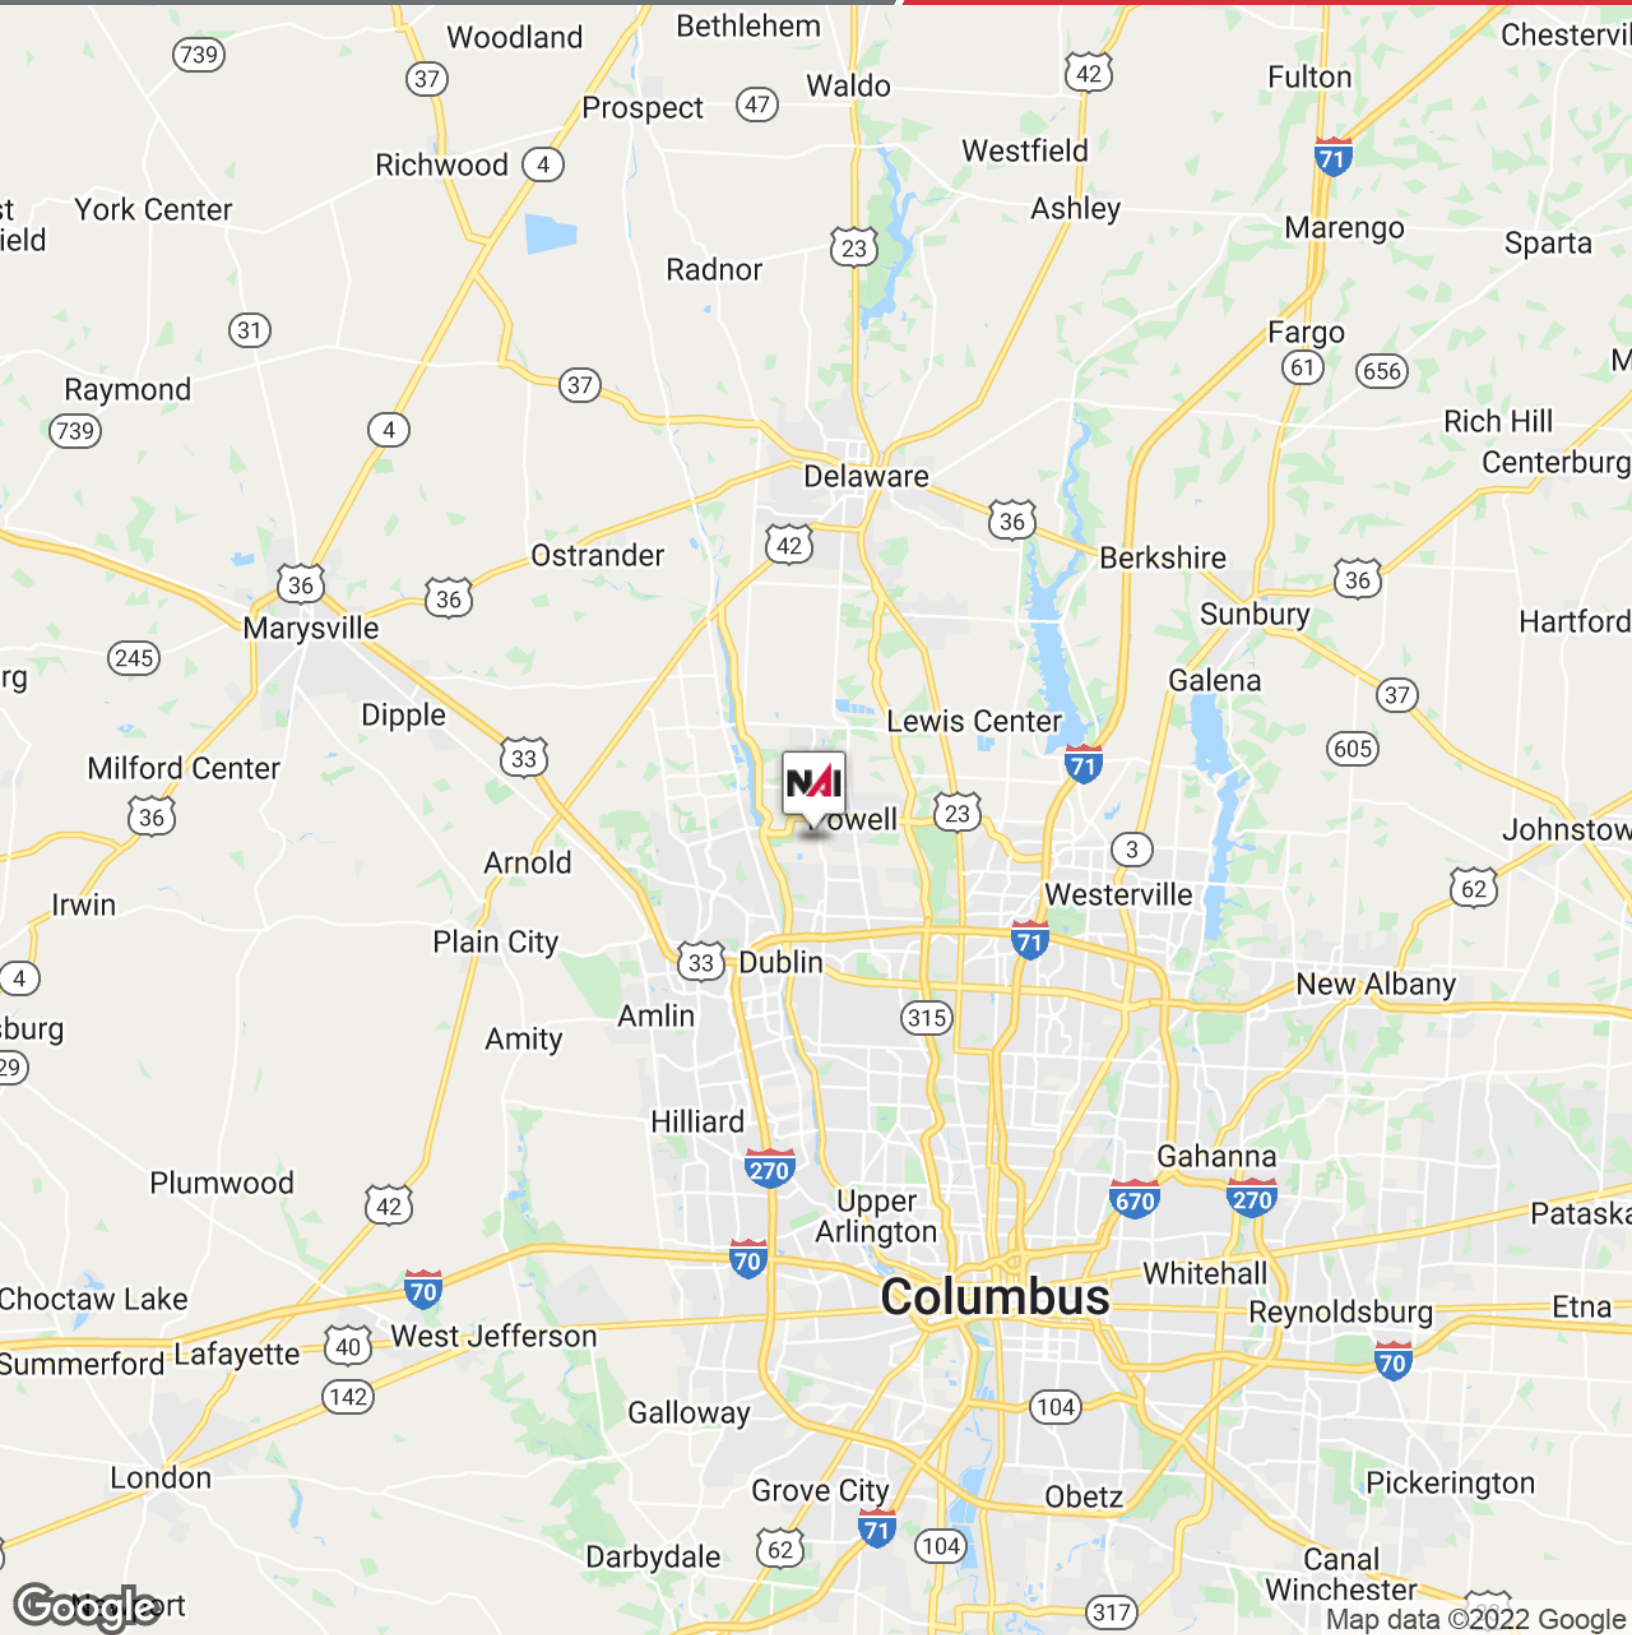 Bethlehem
Woodland
Chestervil
739
37
Waldo
42
Fulton
Prospect
47
Richwood
4
Westfield
71
st
ield
York Center
Ashley
Marengo
Sparta
23
Radnor
31
Fargo
61
656
M
Raymond
37
739
4
Rich Hill
Centerburg
Delaware
36
42
Ostrander
Berkshire
36
36
36
Sunbury
Hartford
Marysville
245
rg
Galena
37
Dipple
Lewis Center
605
33
71
Milford Center
NAI
36
owell
23
Johnstow
3
Arnold
62
Westerville
Irwin
Plain City
71
33
Dublin
4
New Albany
Amlin
315
sburg
Amity
29
Hilliard
270
Gahanna
Plumwood
42
Upper
Arlington
670
270
Pataska
70
Whitehall
70
Choctaw Lake
Columbus
Reynoldsburg
Etna
West Jefferson
40
Summerford
Lafayette
70
142
104
Galloway
London
Grove City
Obetz
Pickerington
71
62
104
Darbydale
Canal
Winchester
Google
317
Map data ©2022 Google